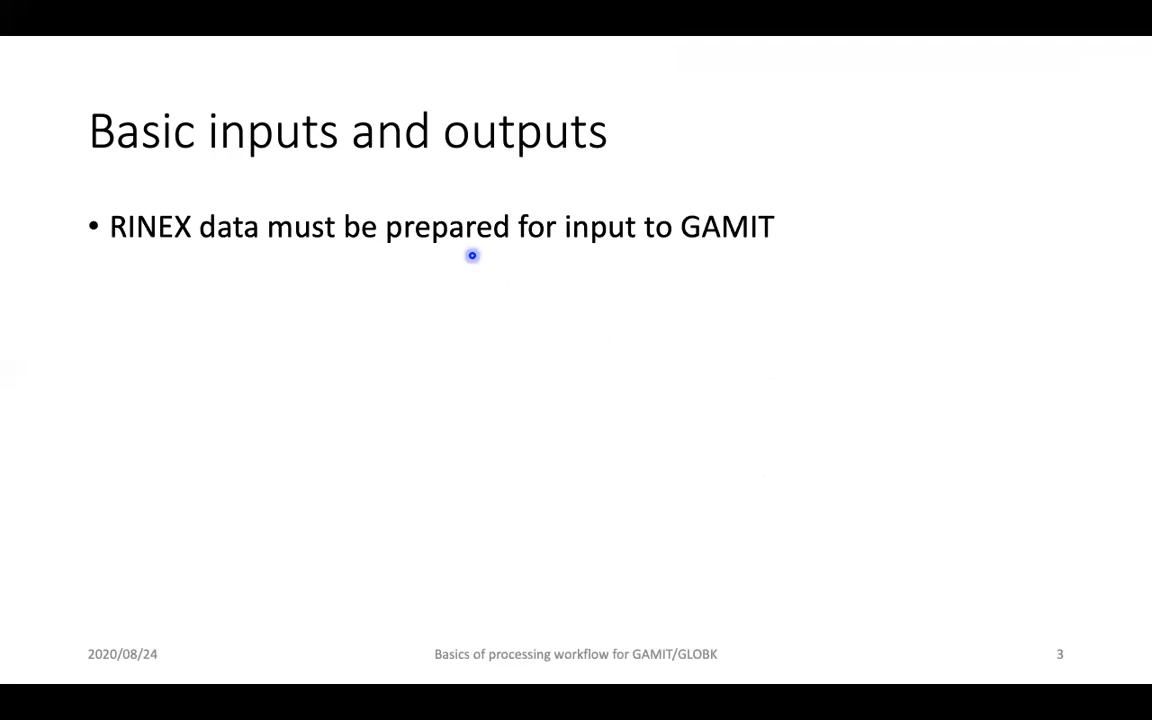 Basic inputs and outputs
• RINEX data must be prepared for input to GAMIT
2020/08/24
Basics of processing workflow for GAMIT/GLOBK
3